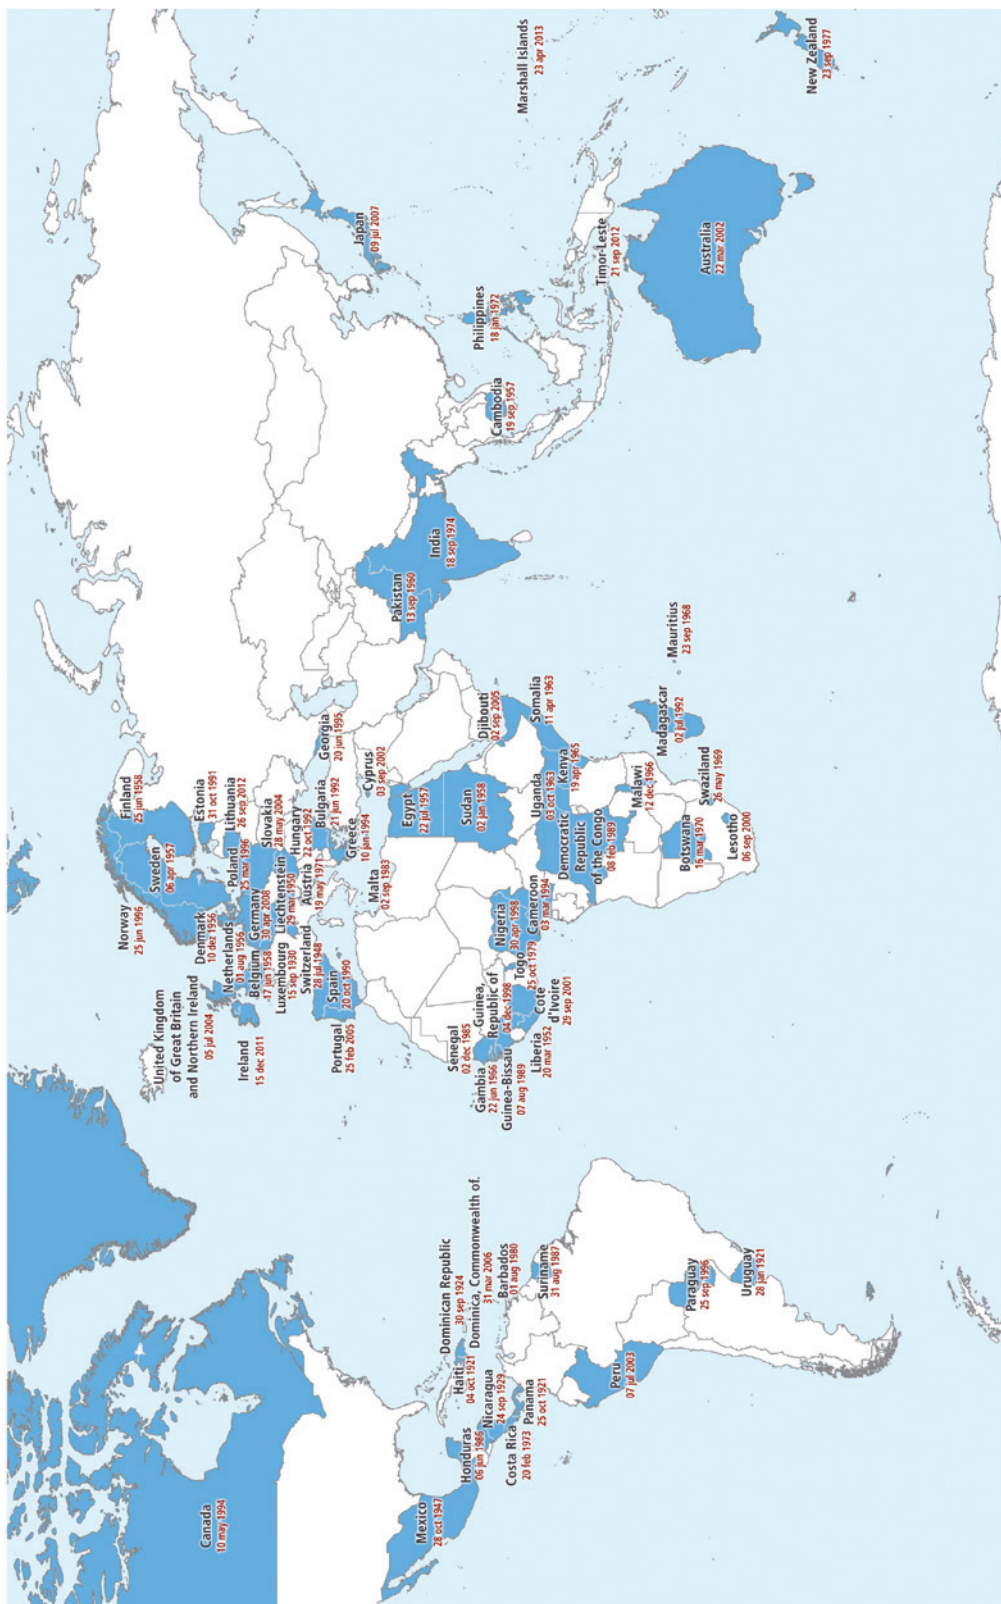 Canada
10 may 1994
Mexico
28 oct 1947
Honduras
06 jun 1986
Nicaragua
24 sep 1929
Costa Rica
20 feb 1973
Panama
25 oct 1921
Haiti
04 oct 1921
Dominican Republic
30 sep 1924
Dominica, Commonwealth of.
31 mar 2006
Barbados
01 aug 1980
Suriname
31 aug 1987
Peru
07 jul 2003
Paraguay
25 sep 1996
Uruguay
28 jan 1921
United Kingdom
of Great Britain
and Northern Ireland
05 jul 2004
Ireland
15 dec 2011
Norway
25 jun 1996
Sweden
06 apr 1957
Finland
25 jun 1958
Denmark
10 dez 1956
Estonia
31 oct 1991
Lithuania
26 sep 2012
Netherlands
01 aug 1956
Poland
25 mar 1996
Belgium
17 jun 1958
Germany
30 apr 2008
Slovakia
28 may 2004
Luxembourg
15 sep 1930
Liechtenstein
29 mar 1950
Hungary
22 oct 1992
Switzerland
28 jul 1948
Austria
19 may 1971
Bulgaria
21 jun 1992
Georgia
20 jun 1995
Portugal
25 feb 2005
Spain
20 oct 1990
Greece
10 jan 1994
Malta
02 sep 1983
Cyprus
03 sep 2002
Egypt
22 jul 1957
Sudan
02 jan 1958
Djibouti
02 sep 2005
Somalia
11 apr 1963
Senegal
02 dec 1985
Gambia
22 jun 1966
Guinea-Bissau
07 aug 1989
Guinea,
Republic of
04 dec 1998
Liberia
20 mar 1952
Cote
d'Ivoire
29 sep 2001
Togo
25 oct 1979
Nigeria
30 apr 1998
Cameroon
03 mar 1994
Uganda
03 oct 1963
Kenya
19 apr 1965
Democratic
Republic
of the Congo
08 feb 1989
Malawi
12 dec 1966
Madagascar
02 jul 1992
Mauritius
23 sep 1968
Botswana
16 mar 1970
Swaziland
26 may 1969
Lesotho
06 sep 2000
Pakistan
13 sep 1960
India
18 sep 1974
Cambodia
19 sep 1957
Philippines
18 jan 1972
Japan
09 jul 2007
Timor-Leste
21 sep 2012
Australia
22 mar 2002
Marshall Islands
23 apr 2013
New Zealand
23 sep 1977